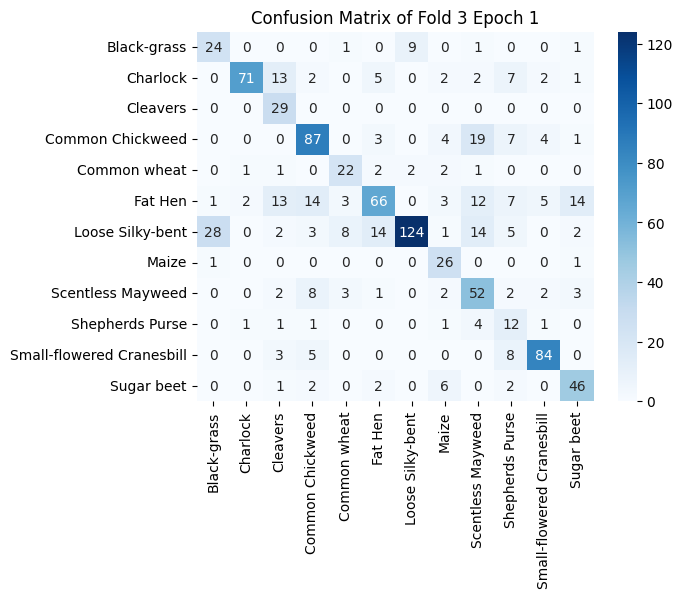 Confusion Matrix of Fold 3 Epoch 1
Black-grass 24 0 0 0 1 0 9 0 1 0 0 1
Charlock 0 71 13 2 0 5 0 2 2 7 2 1
Cleavers 0 0 29 0 0 0 0 0 0 0 0 0
Common Chickweed 0 0 0 87 0 3 0 4 19 7 4 1
Common wheat 0 1 1 0 22 2 2 2 1 0 0 0
Fat Hen 1 2 13 14 3 66 0 3 12 7 5 14
Loose Silky-bent 28 0 2 3 8 14 124 1 14 5 0 2
Maize 1 0 0 0 0 0 0 26 0 0 0 1
Scentless Mayweed 0 0 2 8 3 1 0 2 52 2 2 3
Shepherds Purse 0 1 1 1 0 0 0 1 4 12 1 0
Small-flowered Cranesbill 0 0 3 5 0 0 0 0 0 8 84 0
Sugar beet 0 0 1 2 0 2 0 6 0 2 0 46
Black-grass
Charlock
Cleavers
Common Chickweed
Common wheat
Fat Hen
Loose Silky-bent
Maize
Scentless Mayweed
Shepherds Purse
Small-flowered Cranesbill
Sugar beet
120
100
80
60
40
20
0